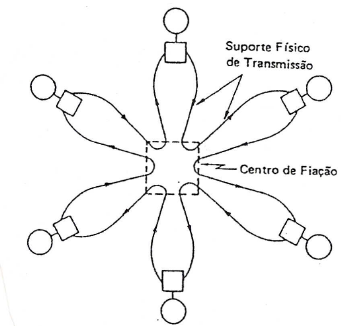 Suporte Físico
de Transmissão
Centro de Fiação